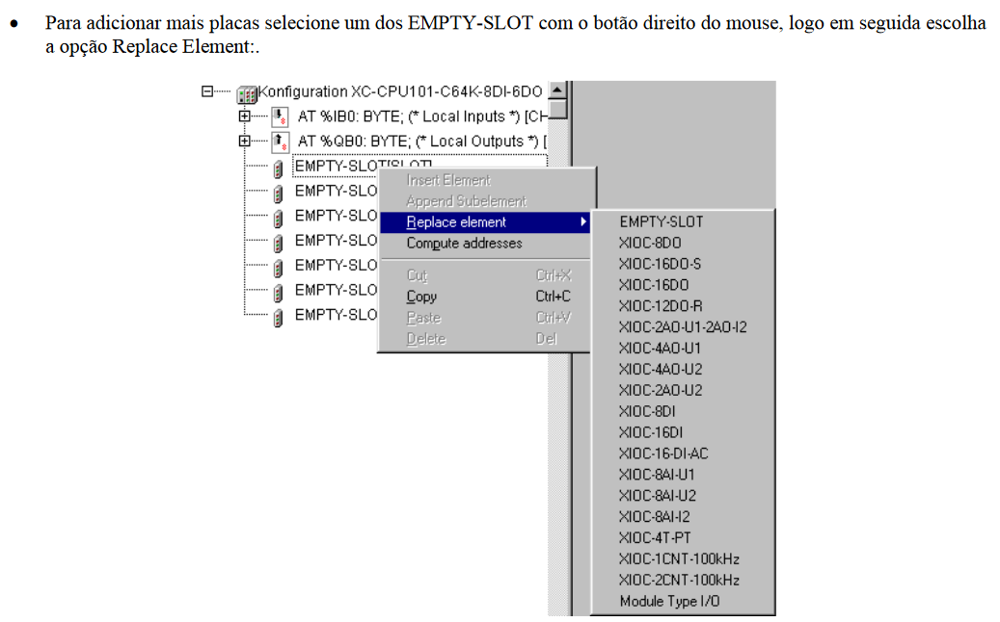 • Para adicionar mais placas selecione um dos EMPTY-SLOT com o botão direito do mouse, logo em seguida escolha
a opção Replace Element:.
Konfiguration XC-CPU101-C64K-8DI-6DO
AT %IB0: BYTE; (* Local Inputs *) [CH
AT %QB0: BYTE; (* Local Outputs *) [
EMPTY-SLOT[SLOT]
EMPTY-SLO
EMPTY-SLO
EMPTY-SLO
EMPTY-SLO
EMPTY-SLO
EMPTY-SLO
Insert Element
Append Subelement
Replace element
Compute addresses
Cut Ctrl+X
Copy Ctrl+C
Paste Ctrl+V
Delete Del
EMPTY-SLOT
XIOC-8DO
XIOC-16DO-S
XIOC-16DO
XIOC-12DO-R
XIOC-2AO-U1-2AO-I2
XIOC-4AO-U1
XIOC-4AO-U2
XIOC-2AO-U2
XIOC-8DI
XIOC-16DI
XIOC-16-DI-AC
XIOC-8AI-U1
XIOC-8AI-U2
XIOC-8AI-I2
XIOC-4T-PT
XIOC-1CNT-100kHz
XIOC-2CNT-100kHz
Module Type I/O